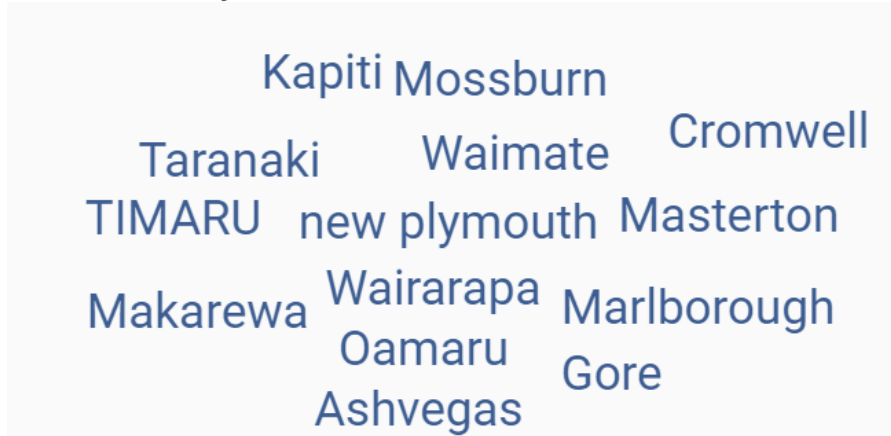 Kapiti Mossburn
Cromwell
Taranaki Waimate
TIMARU new plymouth Masterton
Makarewa Wairarapa Marlborough
Oamaru
Gore
Ashvegas